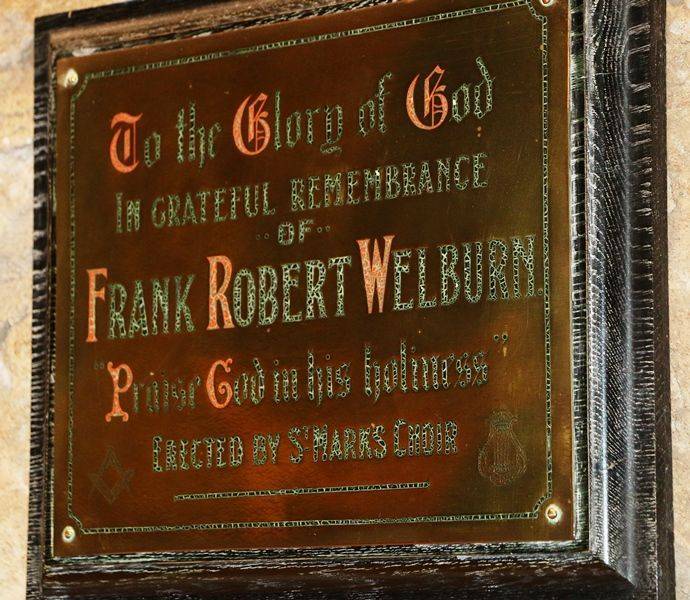 To the Glory of God
IN GRATEFUL REMEMBRANCE
··OF··
FRANK ROBERT WELBURN.
"Praise God in his holiness"
ERECTED BY ST MARKS CHOIR